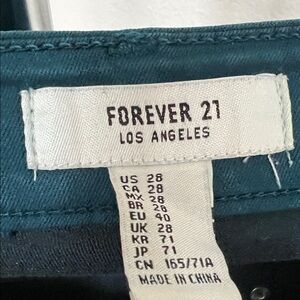 FOREVER 21
LOS ANGELES
US 28
CA 28
MX 28
BR 28
EU 40
UK 28
KR 71
JP 71
CN 165/71A
MADE IN CHINA